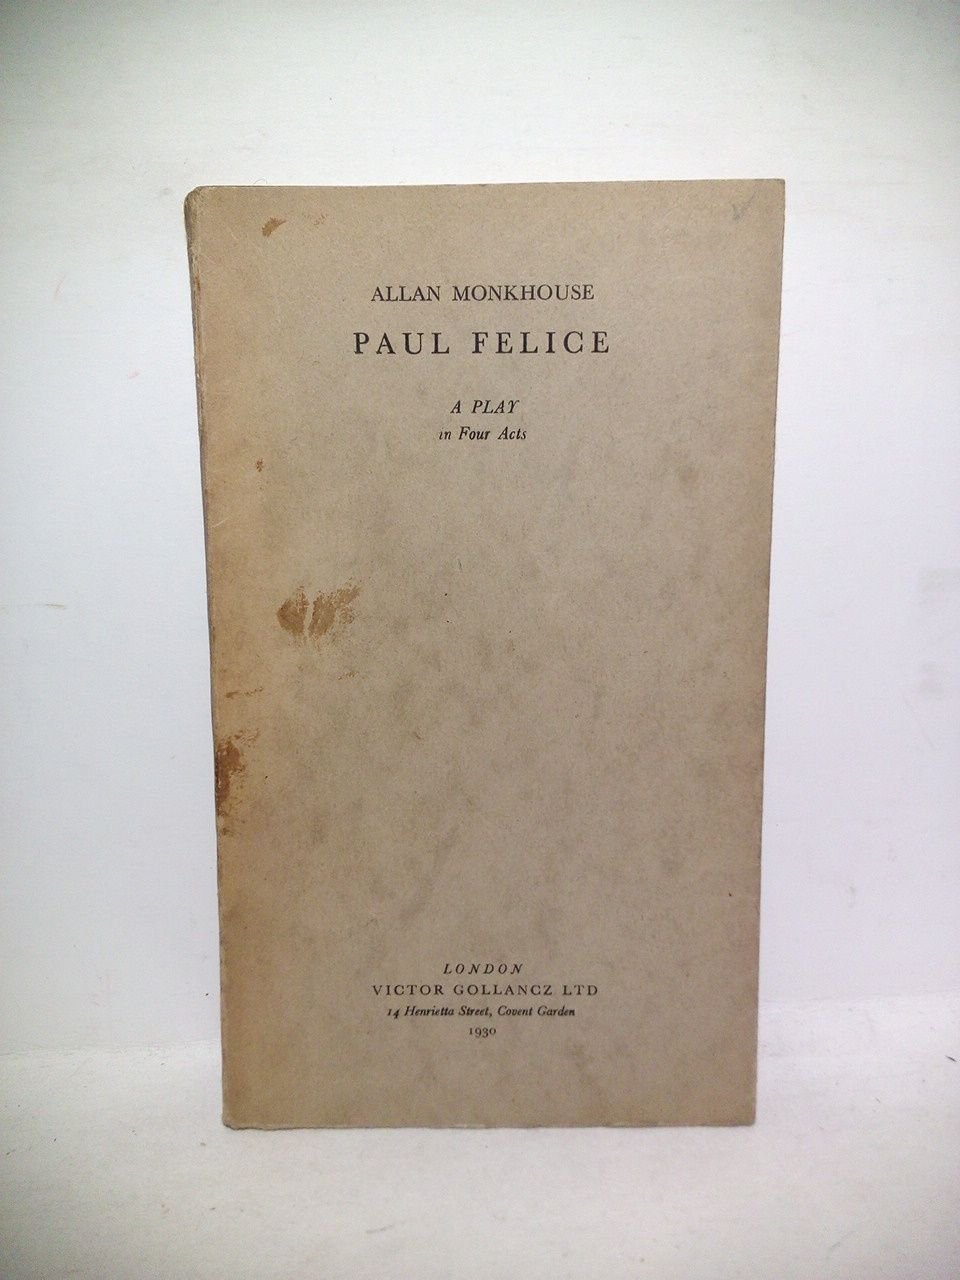 ALLAN MONKHOUSE
PAUL FELICE
A PLAY
in Four Acts
LONDON
VICTOR GOLLANCZ LTD
14 Henrietta Street, Covent Garden
1930